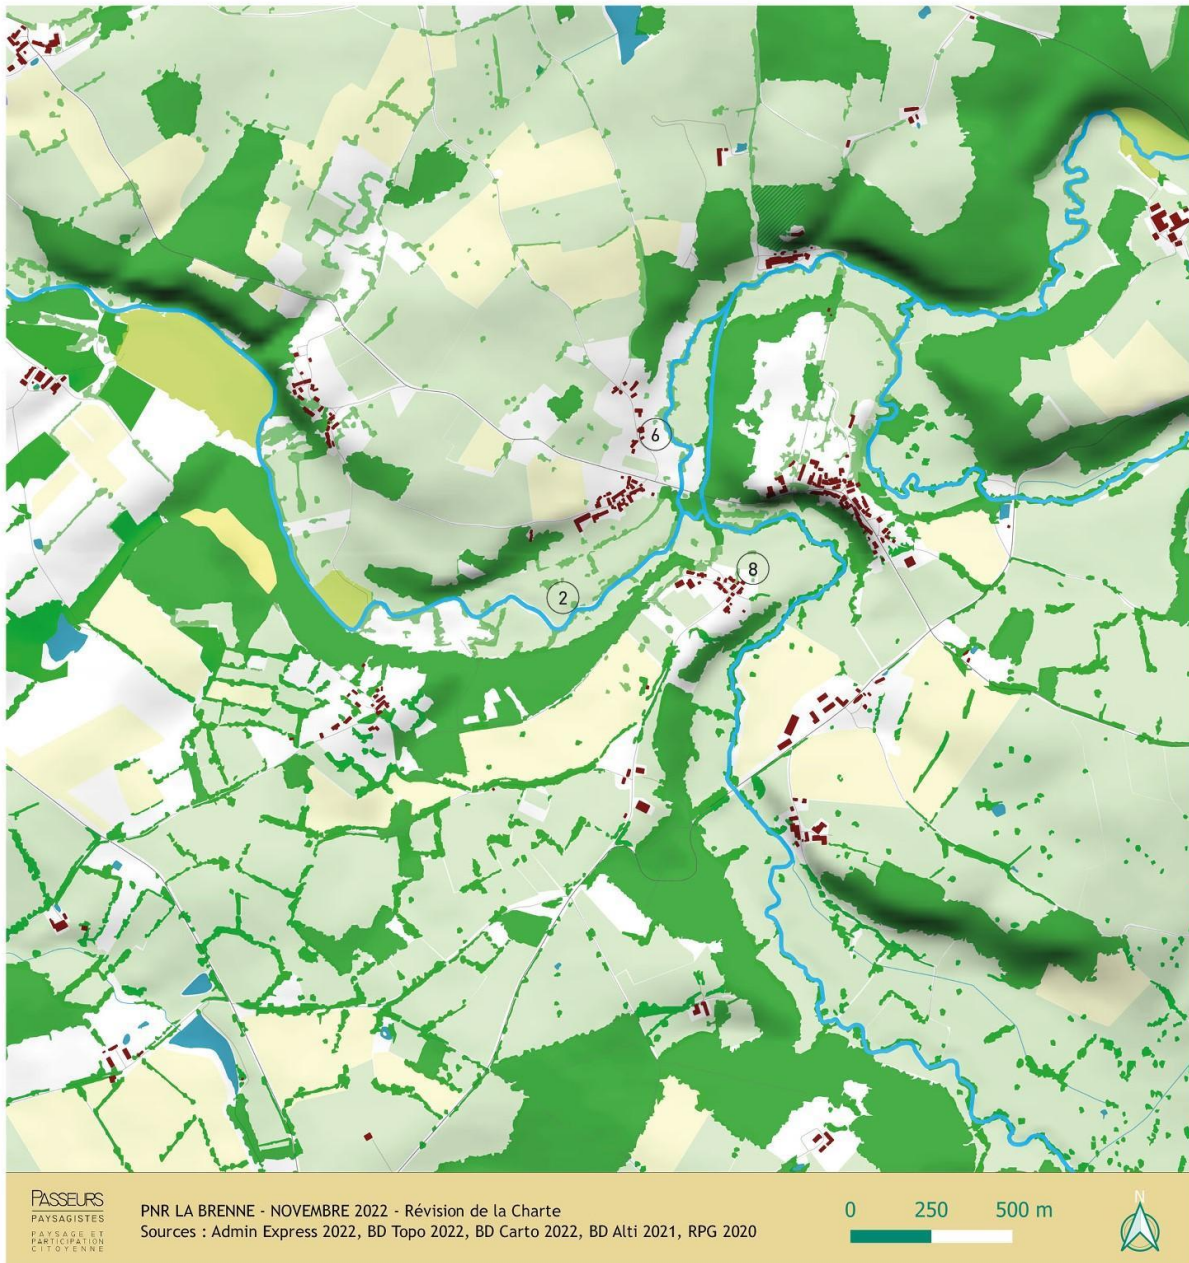 6
8
2
PASSEURS
PAYSAGISTES
PAYSAGE ET
PARTICIPATION
CITOYENNE
PNR LA BRENNE - NOVEMBRE 2022 - Révision de la Charte
Sources : Admin Express 2022, BD Topo 2022, BD Carto 2022, BD Alti 2021, RPG 2020
0 250 500 m
N